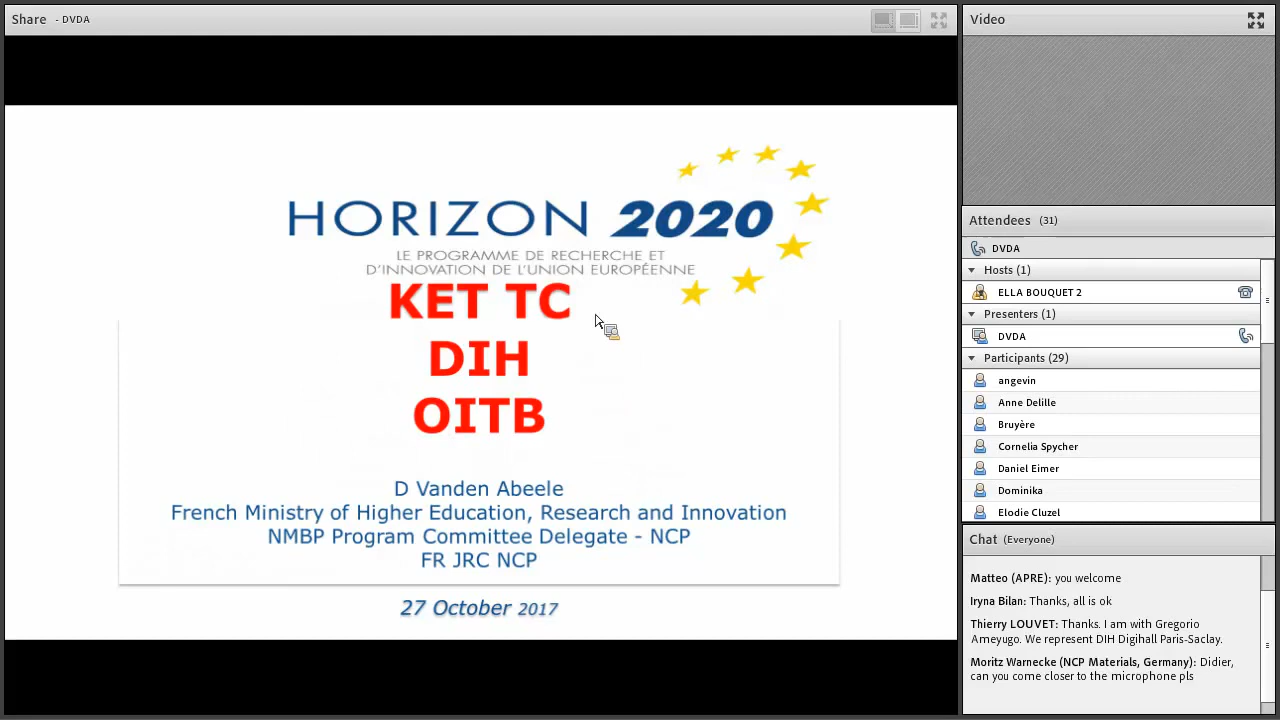 Share - DVDA
HORIZON 2020
LE PROGRAMME DE RECHERCHE ET
D'INNOVATION DE L'UNION EUROPÉENNE
KET TC
DIH
OITB
D Vanden Abeele
French Ministry of Higher Education, Research and Innovation
NMBP Program Committee Delegate - NCP
FR JRC NCP
27 October 2017
Video
Attendees (31)
DVDA
Hosts (1)
ELLA BOUQUET 2
Presenters (1)
DVDA
Participants (29)
angevin
Anne Delille
Bruyère
Cornelia Spycher
Daniel Eimer
Dominika
Elodie Cluzel
Chat (Everyone)
Matteo (APRE): you welcome
Iryna Bilan: Thanks, all is ok
Thierry LOUVET: Thanks. I am with Gregorio
Ameyugo. We represent DIH Digihall Paris-Saclay.
Moritz Warnecke (NCP Materials, Germany): Didier,
can you come closer to the microphone pls